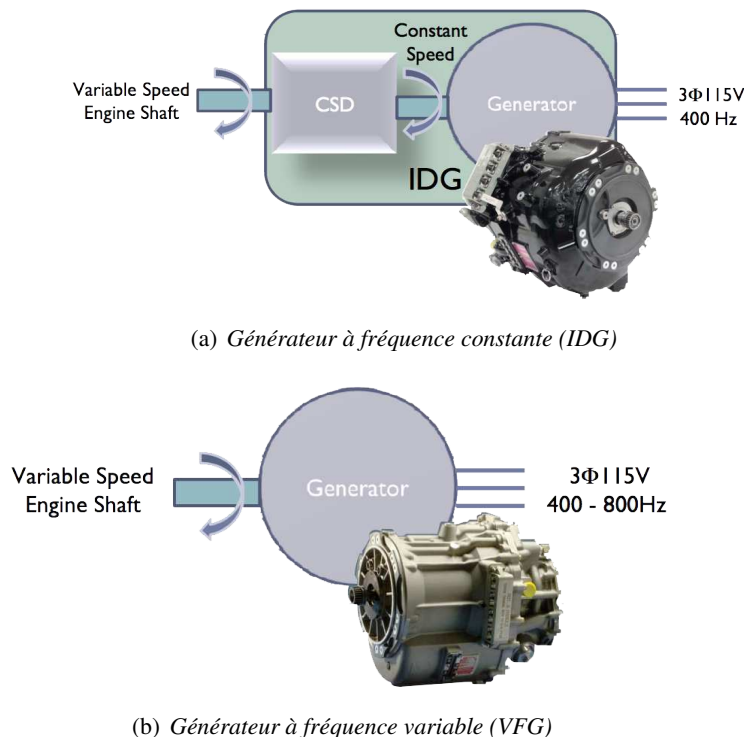 Constant
Speed
Variable Speed
Engine Shaft
CSD
Generator
3Φ115V
400 Hz
IDG
(a) Générateur à fréquence constante (IDG)
Variable Speed
Engine Shaft
Generator
3Φ115V
400 - 800Hz
(b) Générateur à fréquence variable (VFG)